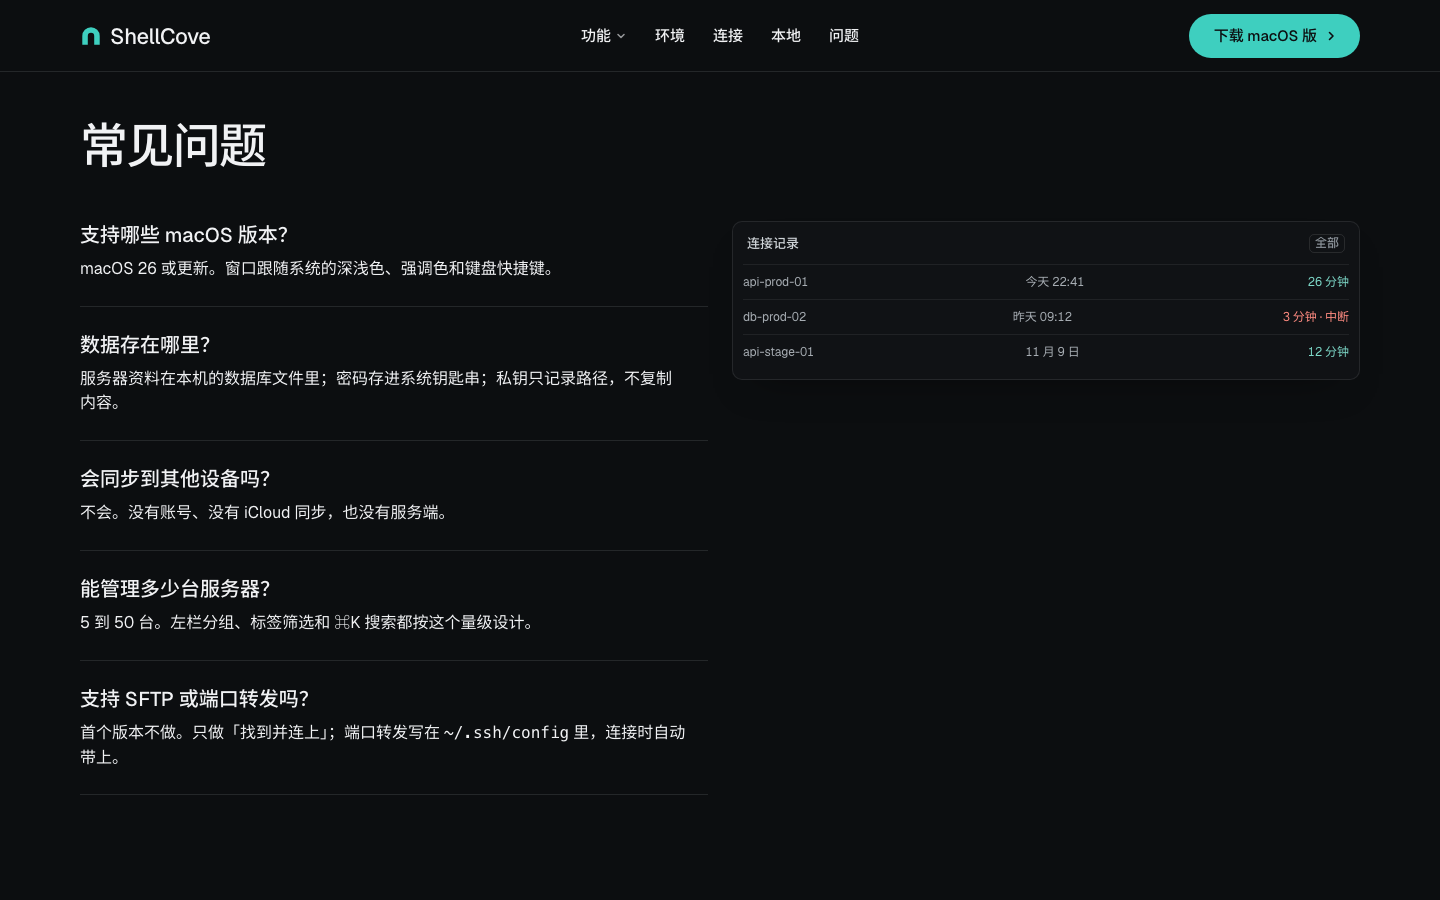 ShellCove
功能
环境
连接
本地
问题
下载 macOS 版
常见问题
支持哪些 macOS 版本？
macOS 26 或更新。窗口跟随系统的深浅色、强调色和键盘快捷键。
数据存在哪里？
服务器资料在本机的数据库文件里；密码存进系统钥匙串；私钥只记录路径，不复制
内容。
会同步到其他设备吗？
不会。没有账号、没有 iCloud 同步，也没有服务端。
能管理多少台服务器？
5 到 50 台。左栏分组、标签筛选和 ⌘K 搜索都按这个量级设计。
支持 SFTP 或端口转发吗？
首个版本不做。只做「找到并连上」；端口转发写在 ~/.ssh/config 里，连接时自动
带上。
连接记录
全部
api-prod-01 今天 22:41 26 分钟
db-prod-02 昨天 09:12 3 分钟 · 中断
api-stage-01 11 月 9 日 12 分钟